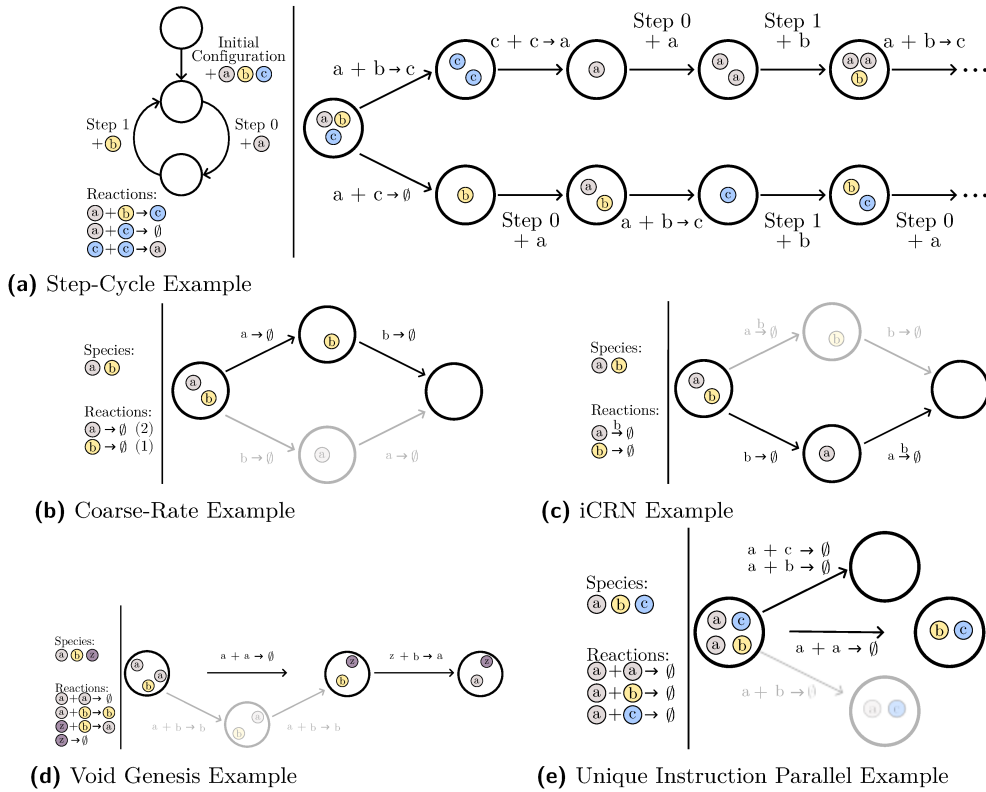 Initial
Configuration
+ a b c
Step 1
+ b
Step 0
+ a
Reactions:
a + b → c
a + c → ∅
c + c → a
a b
c
a + b → c
c c
c + c → a
a
Step 0
+ a
a
a
Step 1
+ b
a a
b
a + b → c
...
a + c → ∅
b
Step 0
+ a
a
b
a + b → c
c
Step 1
+ b
b
c
Step 0
+ a
...
(a) Step-Cycle Example
Species:
a b
Reactions:
a → ∅ (2)
b → ∅ (1)
a
b
a → ∅
b
b → ∅
b → ∅
a
a → ∅
(b) Coarse-Rate Example
Species:
a b
Reactions:
b
a → ∅
b → ∅
a
b
b
a → ∅
b
b → ∅
b → ∅
a
b
a → ∅
(c) iCRN Example
Species:
a b z
Reactions:
a + a → ∅
a + b → b
z + b → a
z → ∅
a
a
b
a + a → ∅
z
b
z + b → a
z
a
a + b → b
a
b
a + b → b
(d) Void Genesis Example
Species:
a b c
Reactions:
a + a → ∅
a + b → ∅
a + c → ∅
a c
a b
a + c → ∅
a + b → ∅
a + a → ∅
b c
a + b → ∅
a c
(e) Unique Instruction Parallel Example